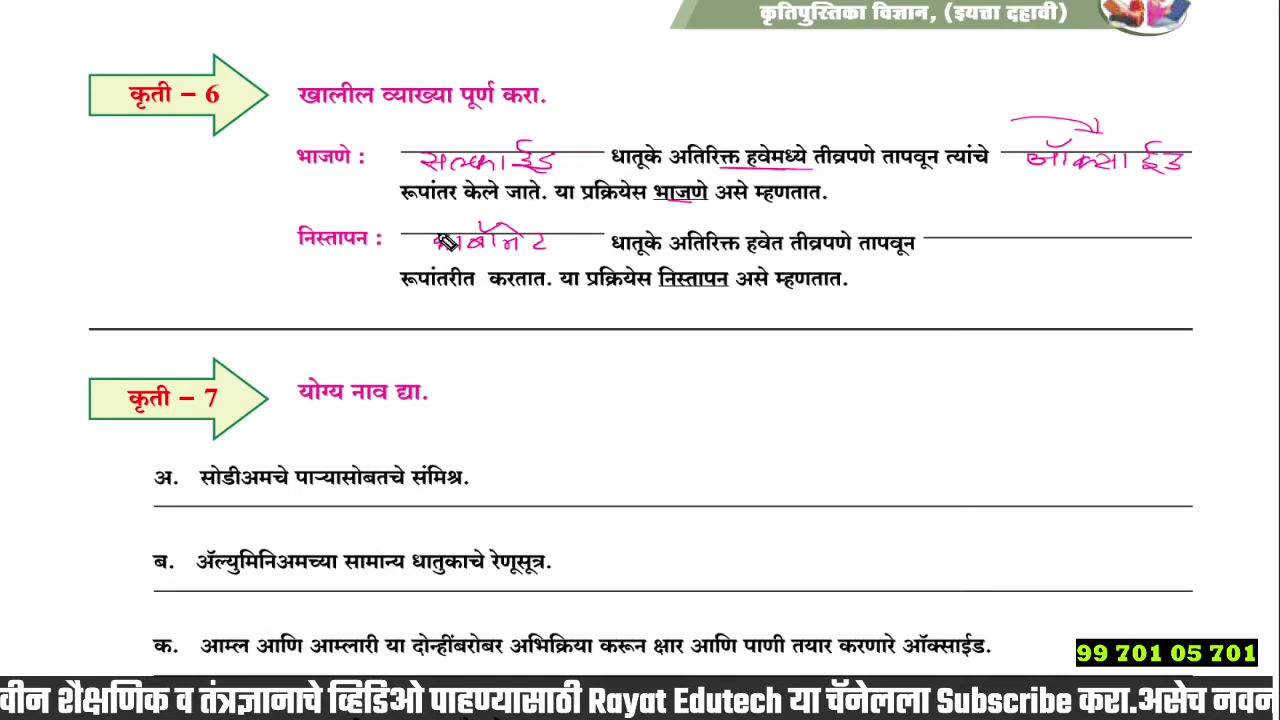 कृतिपुस्तिका विज्ञान, (इयत्ता दहावी)
कृती – 6 खालील व्याख्या पूर्ण करा.
भाजणे : सल्फाईड धातूके अतिरिक्त हवेमध्ये तीव्रपणे तापवून त्यांचे ऑक्साईड
रूपांतर केले जाते. या प्रक्रियेस भाजणे असे म्हणतात.
निस्तापन : कार्बोनेट धातूके अतिरिक्त हवेत तीव्रपणे तापवून
रूपांतरीत करतात. या प्रक्रियेस निस्तापन असे म्हणतात.
कृती – 7 योग्य नाव द्या.
अ. सोडीअमचे पाऱ्यासोबतचे संमिश्र.
ब. ॲल्युमिनिअमच्या सामान्य धातुकाचे रेणूसूत्र.
क. आम्ल आणि आम्लारी या दोन्हींबरोबर अभिक्रिया करून क्षार आणि पाणी तयार करणारे ऑक्साईड.
99 701 05 701
वीन शैक्षणिक व तंत्रज्ञानाचे व्हिडिओ पाहण्यासाठी Rayat Edutech या चॅनेलला Subscribe करा.असेच नवन